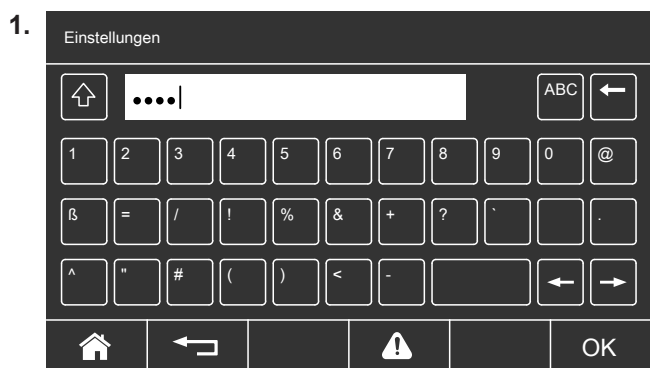 1.
Einstellungen
•••• ABC
1 2 3 4 5 6 7 8 9 0 @
ß = / ! % & + ? ` .
^ " # ( ) < -
OK